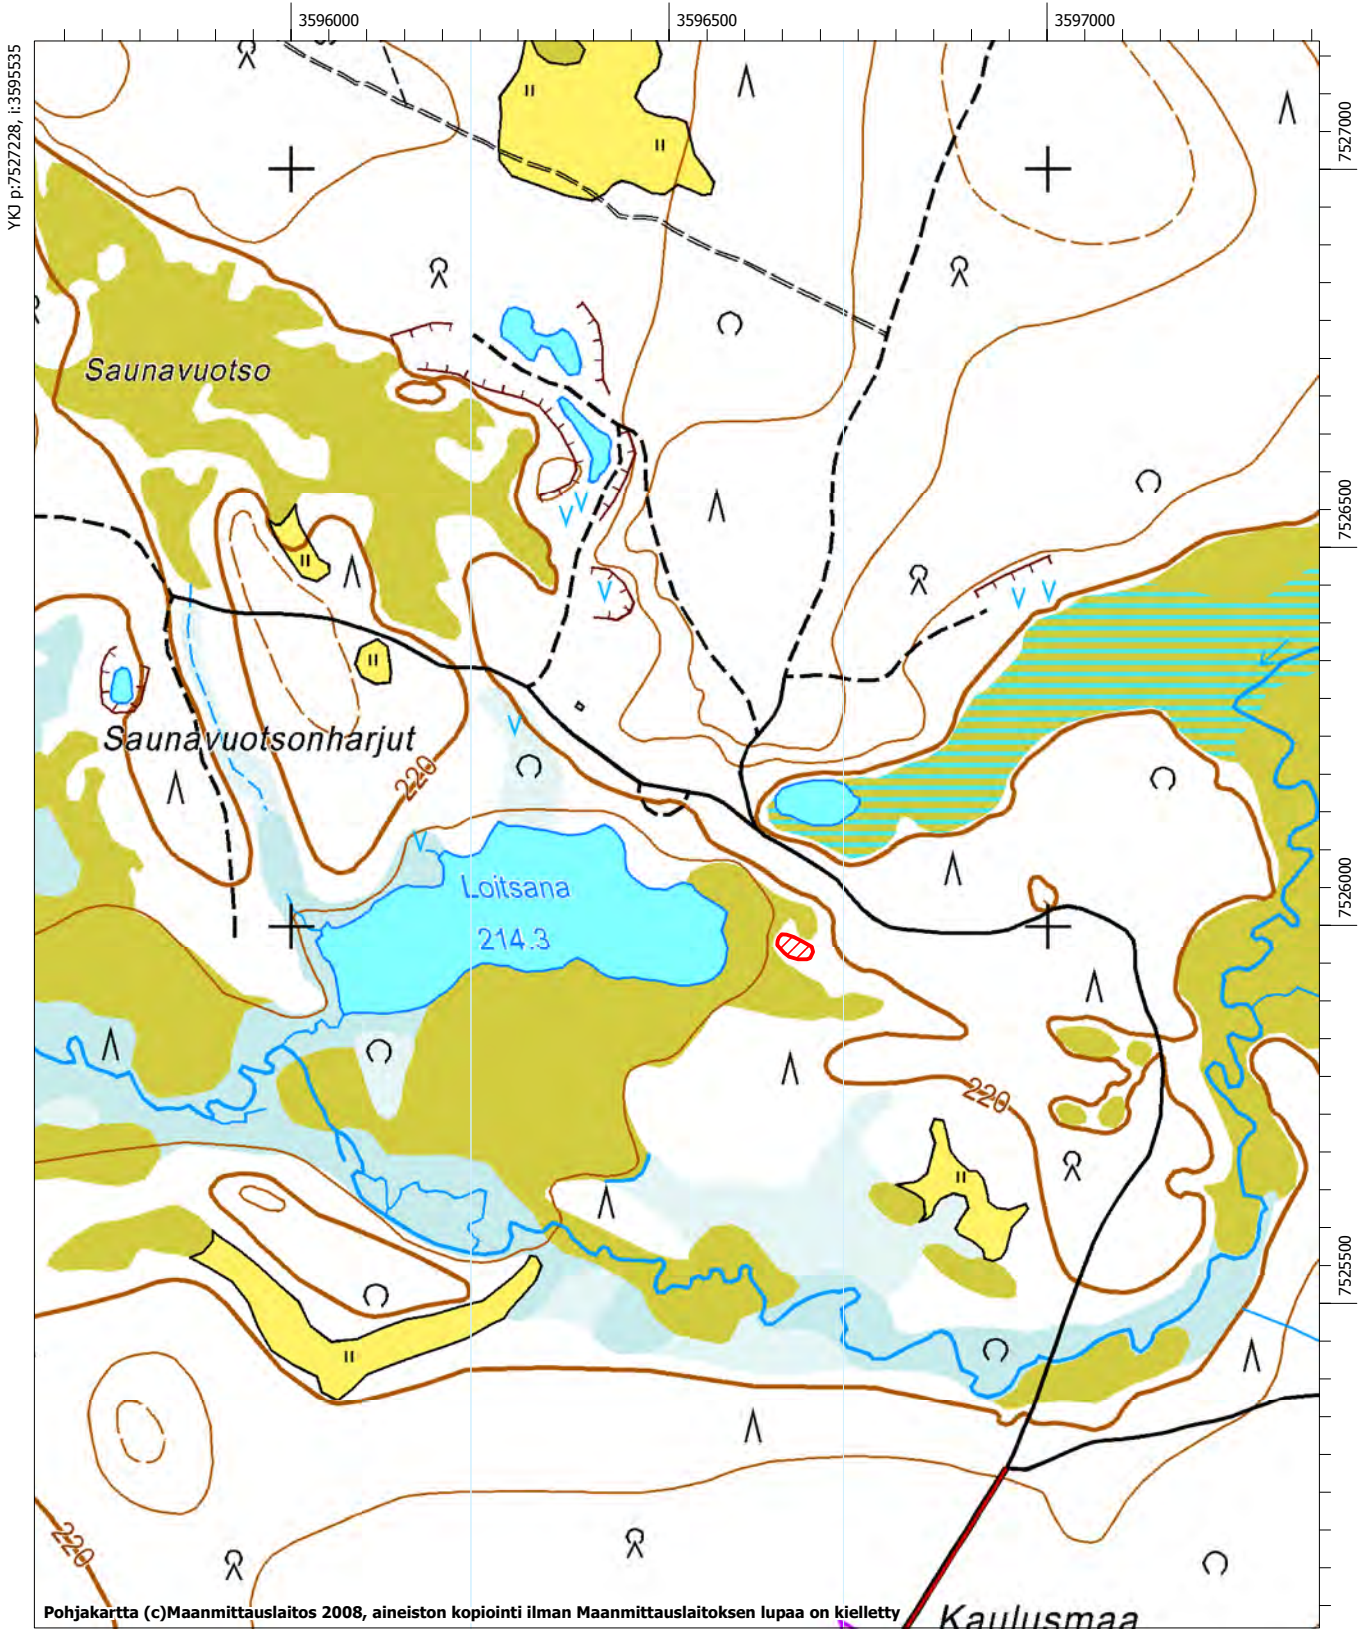 3596000
3596500
3597000
YKJ p:7527228, i:3595535
7527000
Saunavuotso
7526500
Saunavuotsonharjut
220
7526000
Loitsana
214.3
220
7525500
220
Pohjakartta (c)Maanmittauslaitos 2008, aineiston kopiointi ilman Maanmittauslaitoksen lupaa on kielletty
Kaulusmaa